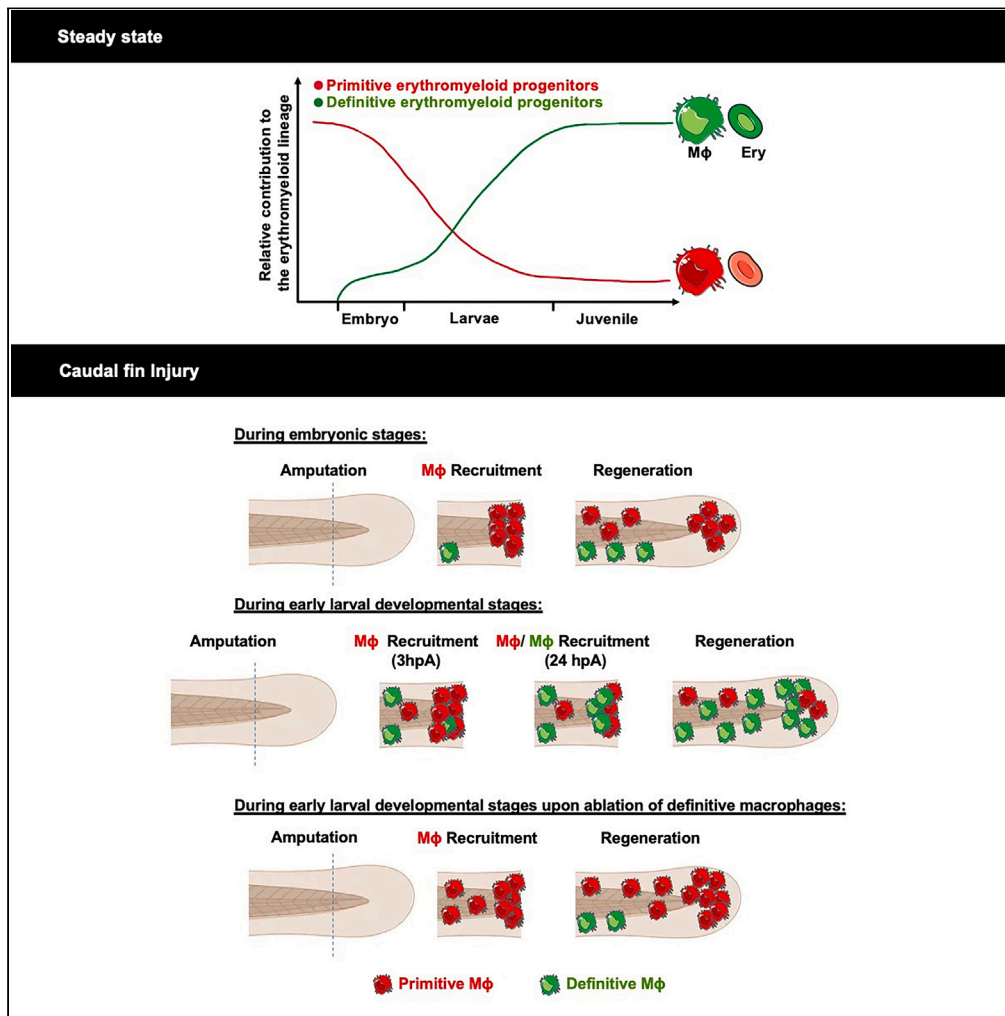 Steady state
Primitive erythromyeloid progenitors
Definitive erythromyeloid progenitors
Relative contribution to
the erythromyeloid lineage
Mϕ Ery
Embryo Larvae Juvenile
Caudal fin Injury
During embryonic stages:
Amputation Mϕ Recruitment Regeneration
During early larval developmental stages:
Amputation Mϕ Recruitment Mϕ/ Mϕ Recruitment Regeneration
(3hpA) (24 hpA)
During early larval developmental stages upon ablation of definitive macrophages:
Amputation Mϕ Recruitment Regeneration
Primitive Mϕ Definitive Mϕ